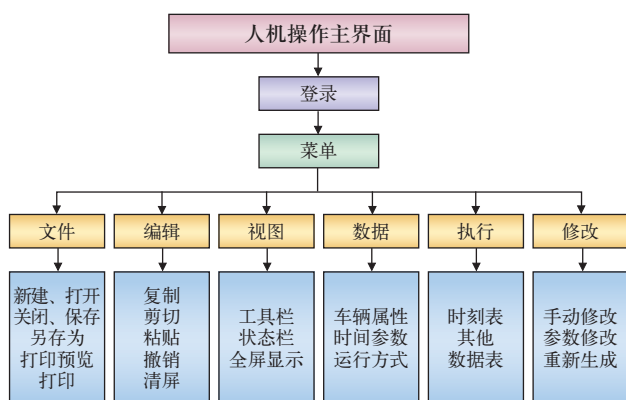 人机操作主界面
登录
菜单
文件
编辑
视图
数据
执行
修改
新建、打开
关闭、保存
另存为
打印预览
打印
复制
剪切
粘贴
撤销
清屏
工具栏
状态栏
全屏显示
车辆属性
时间参数
运行方式
时刻表
其他
数据表
手动修改
参数修改
重新生成